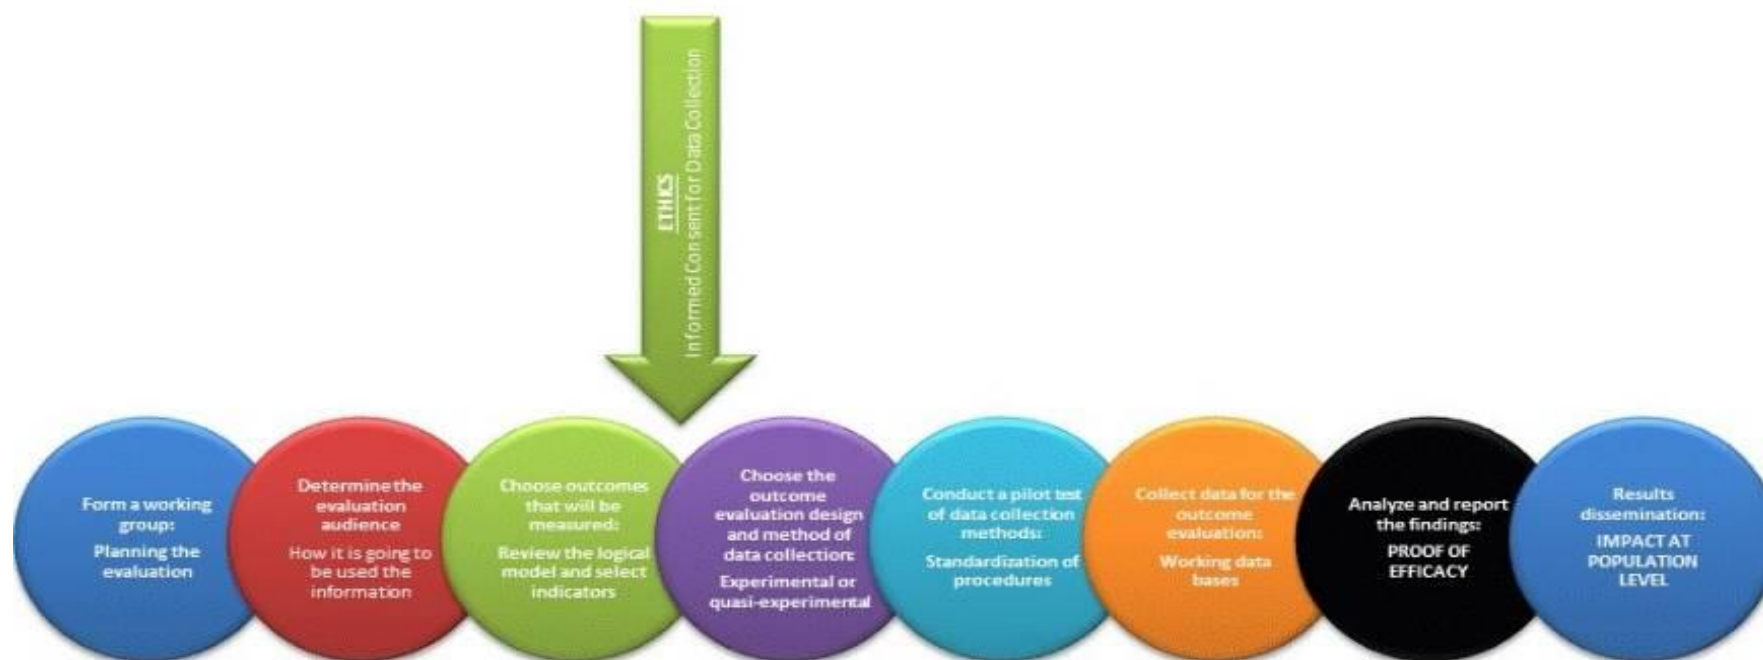 ETHICS
Informed Consent for Data Collection
Form a working
group:
Planning the
evaluation
Determine the
evaluation
audience
How it is going to
be used the
information
Choose outcomes
that will be
measured:
Review the logical
model and select
indicators
Choose the
outcome
evaluation design
and method of
data collection:
Experimental or
quasi-experimental
Conduct a pilot test
of data collection
methods:
Standardization of
procedures
Collect data for the
outcome
evaluation:
Working data
bases
Analyze and report
the findings:
PROOF OF
EFFICACY
Results
dissemination:
IMPACT AT
POPULATION
LEVEL